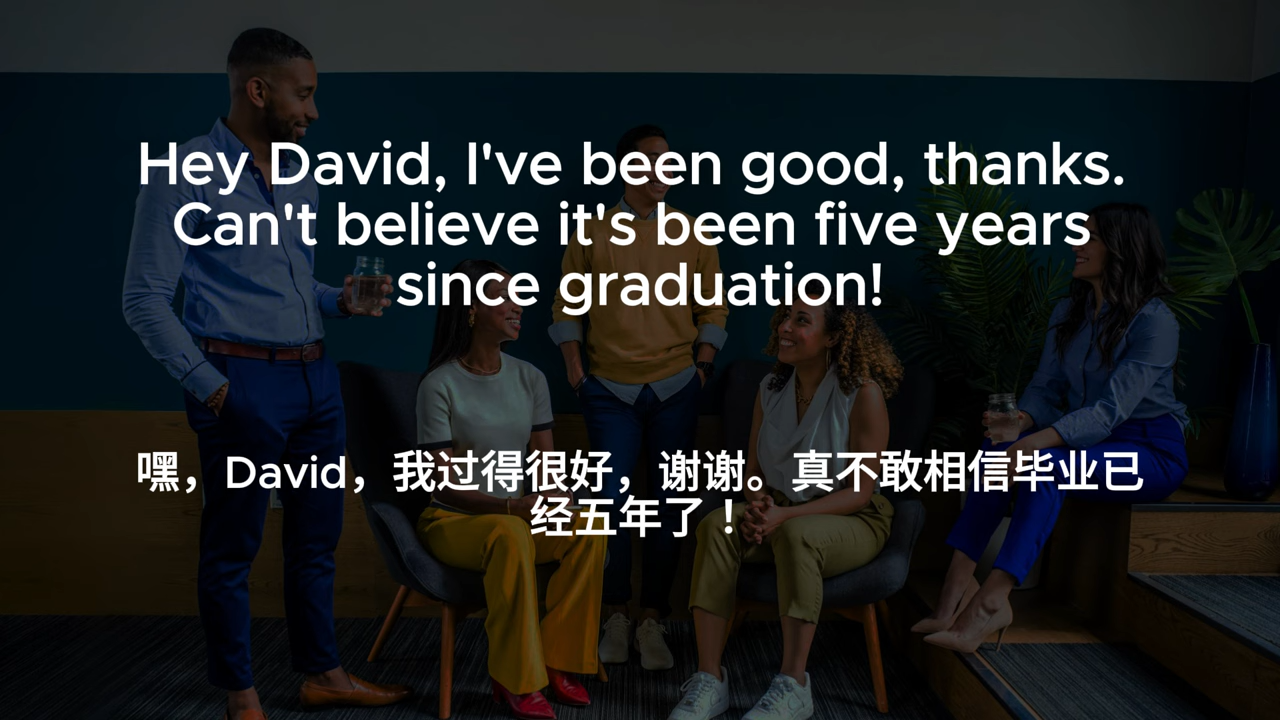 Hey David, I've been good, thanks.
Can't believe it's been five years
since graduation!
嘿，David，我过得很好，谢谢。真不敢相信毕业已
经五年了！